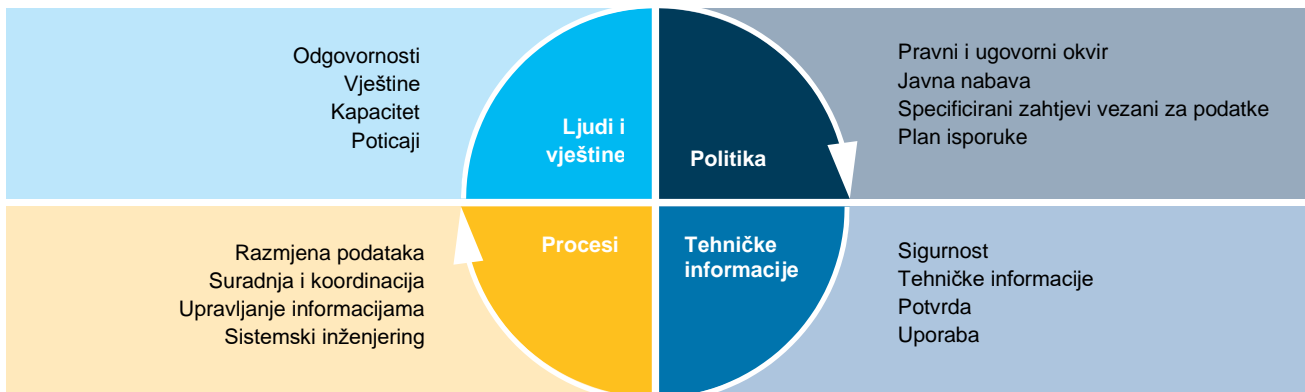 Odgovornosti
Vještine
Kapacitet
Poticaji
Ljudi i
vještine
Politika
Pravni i ugovorni okvir
Javna nabava
Specificirani zahtjevi vezani za podatke
Plan isporuke
Razmjena podataka
Suradnja i koordinacija
Upravljanje informacijama
Sistemski inženjering
Procesi
Tehničke
informacije
Sigurnost
Tehničke informacije
Potvrda
Uporaba